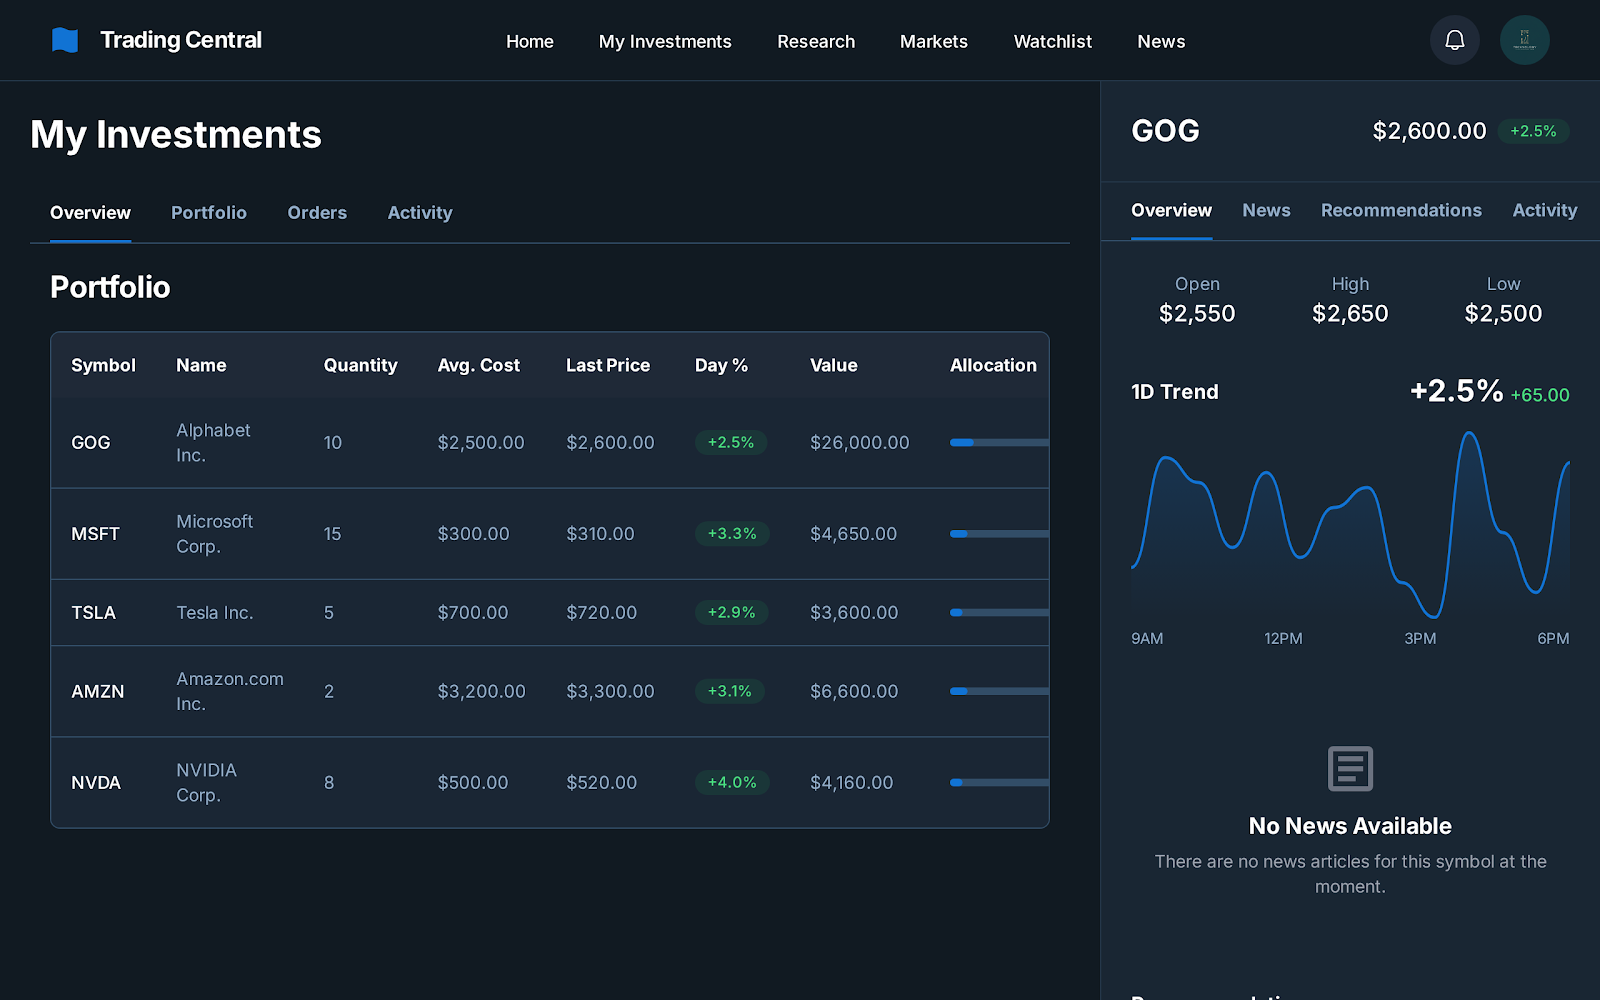 Trading Central
Home My Investments Research Markets Watchlist News
My Investments
Overview Portfolio Orders Activity
Portfolio
Symbol Name Quantity Avg. Cost Last Price Day % Value Allocation
GOG Alphabet Inc. 10 $2,500.00 $2,600.00 +2.5% $26,000.00
MSFT Microsoft Corp. 15 $300.00 $310.00 +3.3% $4,650.00
TSLA Tesla Inc. 5 $700.00 $720.00 +2.9% $3,600.00
AMZN Amazon.com Inc. 2 $3,200.00 $3,300.00 +3.1% $6,600.00
NVDA NVIDIA Corp. 8 $500.00 $520.00 +4.0% $4,160.00
GOG $2,600.00 +2.5%
Overview News Recommendations Activity
Open High Low
$2,550 $2,650 $2,500
1D Trend +2.5% +65.00
9AM 12PM 3PM 6PM
No News Available
There are no news articles for this symbol at the
moment.